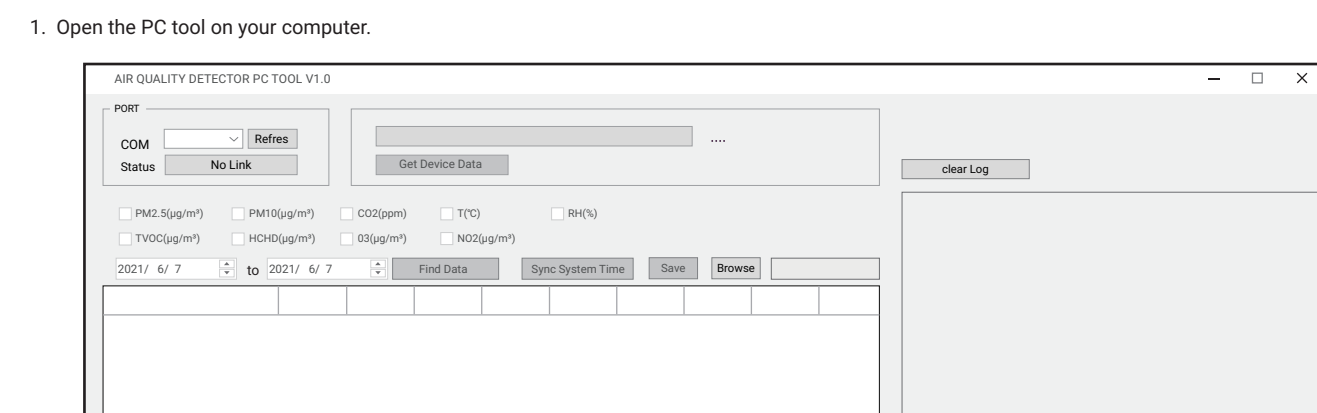 1. Open the PC tool on your computer.
AIR QUALITY DETECTOR PC TOOL V1.0
PORT
COM Refres ....
Status No Link Get Device Data clear Log
PM2.5(μg/m³) PM10(μg/m³) CO2(ppm) T(℃) RH(%)
TVOC(μg/m³) HCHD(μg/m³) 03(μg/m³) NO2(μg/m³)
2021/ 6/ 7 to 2021/ 6/ 7 Find Data Sync System Time Save Browse